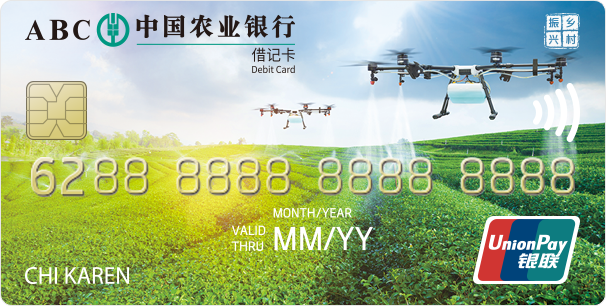 ABC 中国农业银行
借记卡
Debit Card
振兴乡村
6288 8888 8888 8888 8888
MONTH/YEAR
VALID THRU MM/YY
CHI KAREN
UnionPay
银联